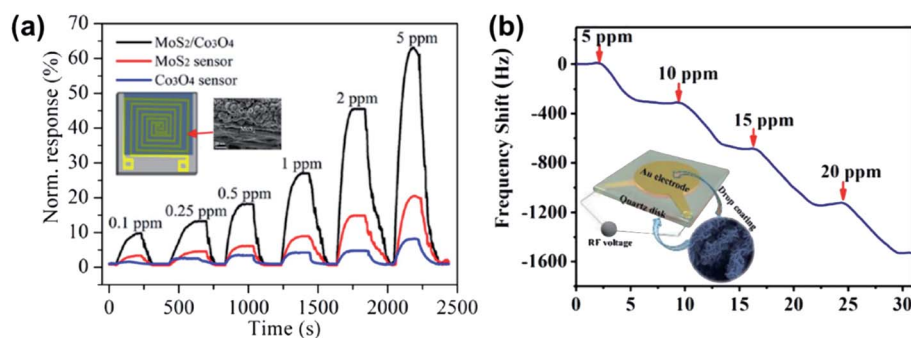 (a)
Norm. response (%)
70
60
50
40
30
20
10
0
MoS2/Co3O4
MoS2 sensor
Co3O4 sensor
0.1 ppm
0.25 ppm
0.5 ppm
1 ppm
2 ppm
5 ppm
0 500 1000 1500 2000 2500
Time (s)
(b)
Frequency Shift (Hz)
0
-400
-800
-1200
-1600
5 ppm
10 ppm
15 ppm
20 ppm
Au electrode
Quartz disk
Drop coating
RF voltage
0 5 10 15 20 25 30